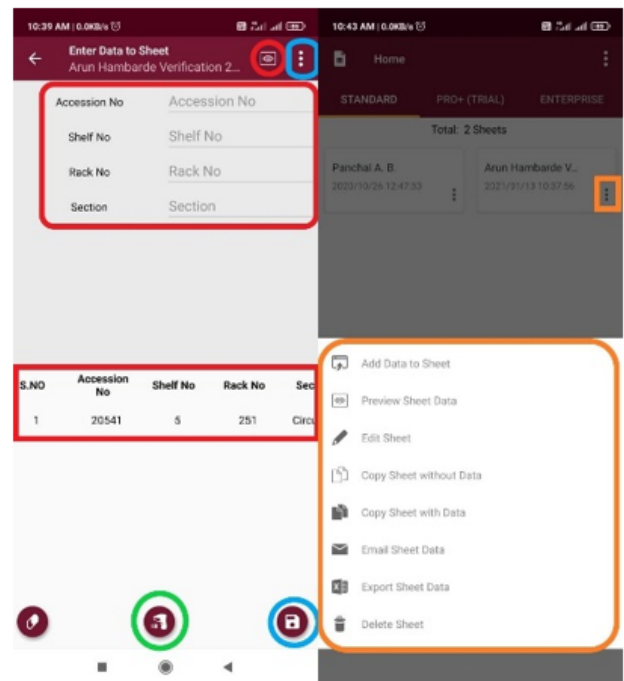 10:39 AM | 0.0KB/s
Enter Data to Sheet
Arun Hambarde Verification 2...
Accession No Accession No
Shelf No Shelf No
Rack No Rack No
Section Section
S.NO Accession No Shelf No Rack No Sec
1 20541 5 251 Circu
10:43 AM | 0.0KB/s
Home
STANDARD PRO+ (TRIAL) ENTERPRISE
Total: 2 Sheets
Panchal A. B.
2023/10/26 12:47:53
Arun Hambarde V...
2021/31/13 10:37:56
Add Data to Sheet
Preview Sheet Data
Edit Sheet
Copy Sheet without Data
Copy Sheet with Data
Email Sheet Data
Export Sheet Data
Delete Sheet